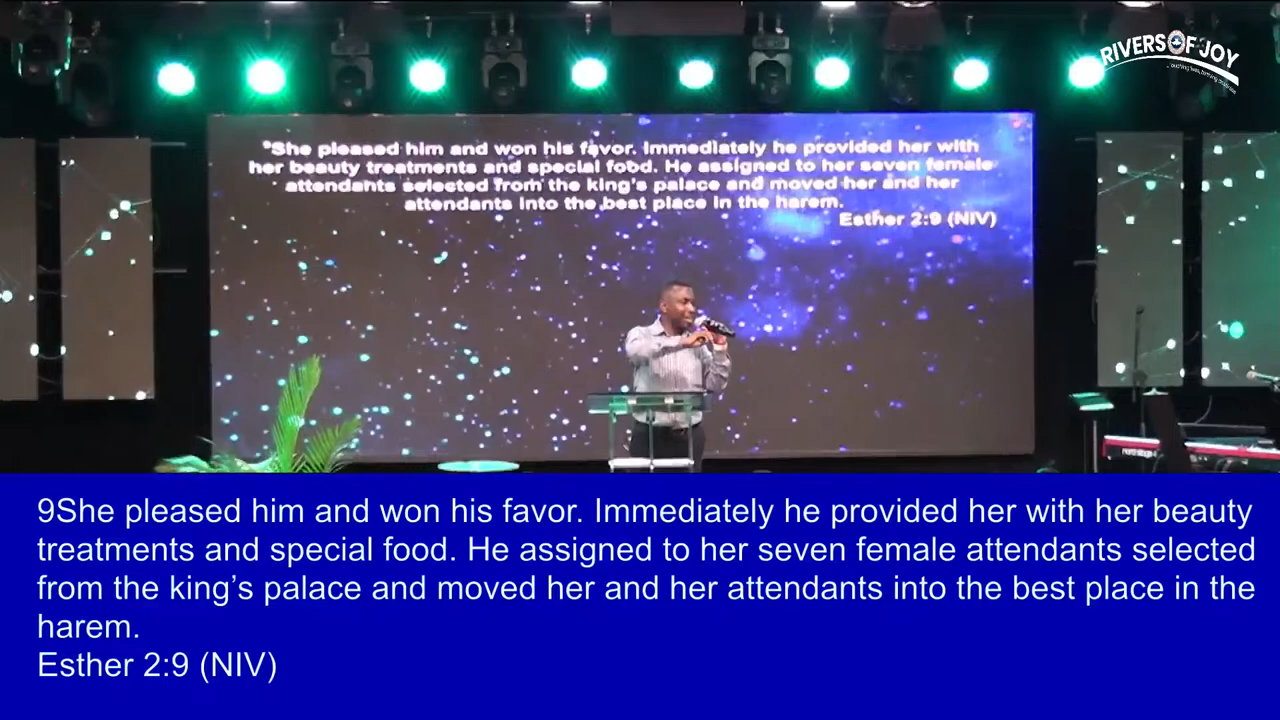 RIVERS OF JOY
⁹She pleased him and won his favor. Immediately he provided her with
her beauty treatments and special food. He assigned to her seven female
attendants selected from the king's palace and moved her and her
attendants into the best place in the harem.
Esther 2:9 (NIV)
9She pleased him and won his favor. Immediately he provided her with her beauty
treatments and special food. He assigned to her seven female attendants selected
from the king’s palace and moved her and her attendants into the best place in the
harem.
Esther 2:9 (NIV)